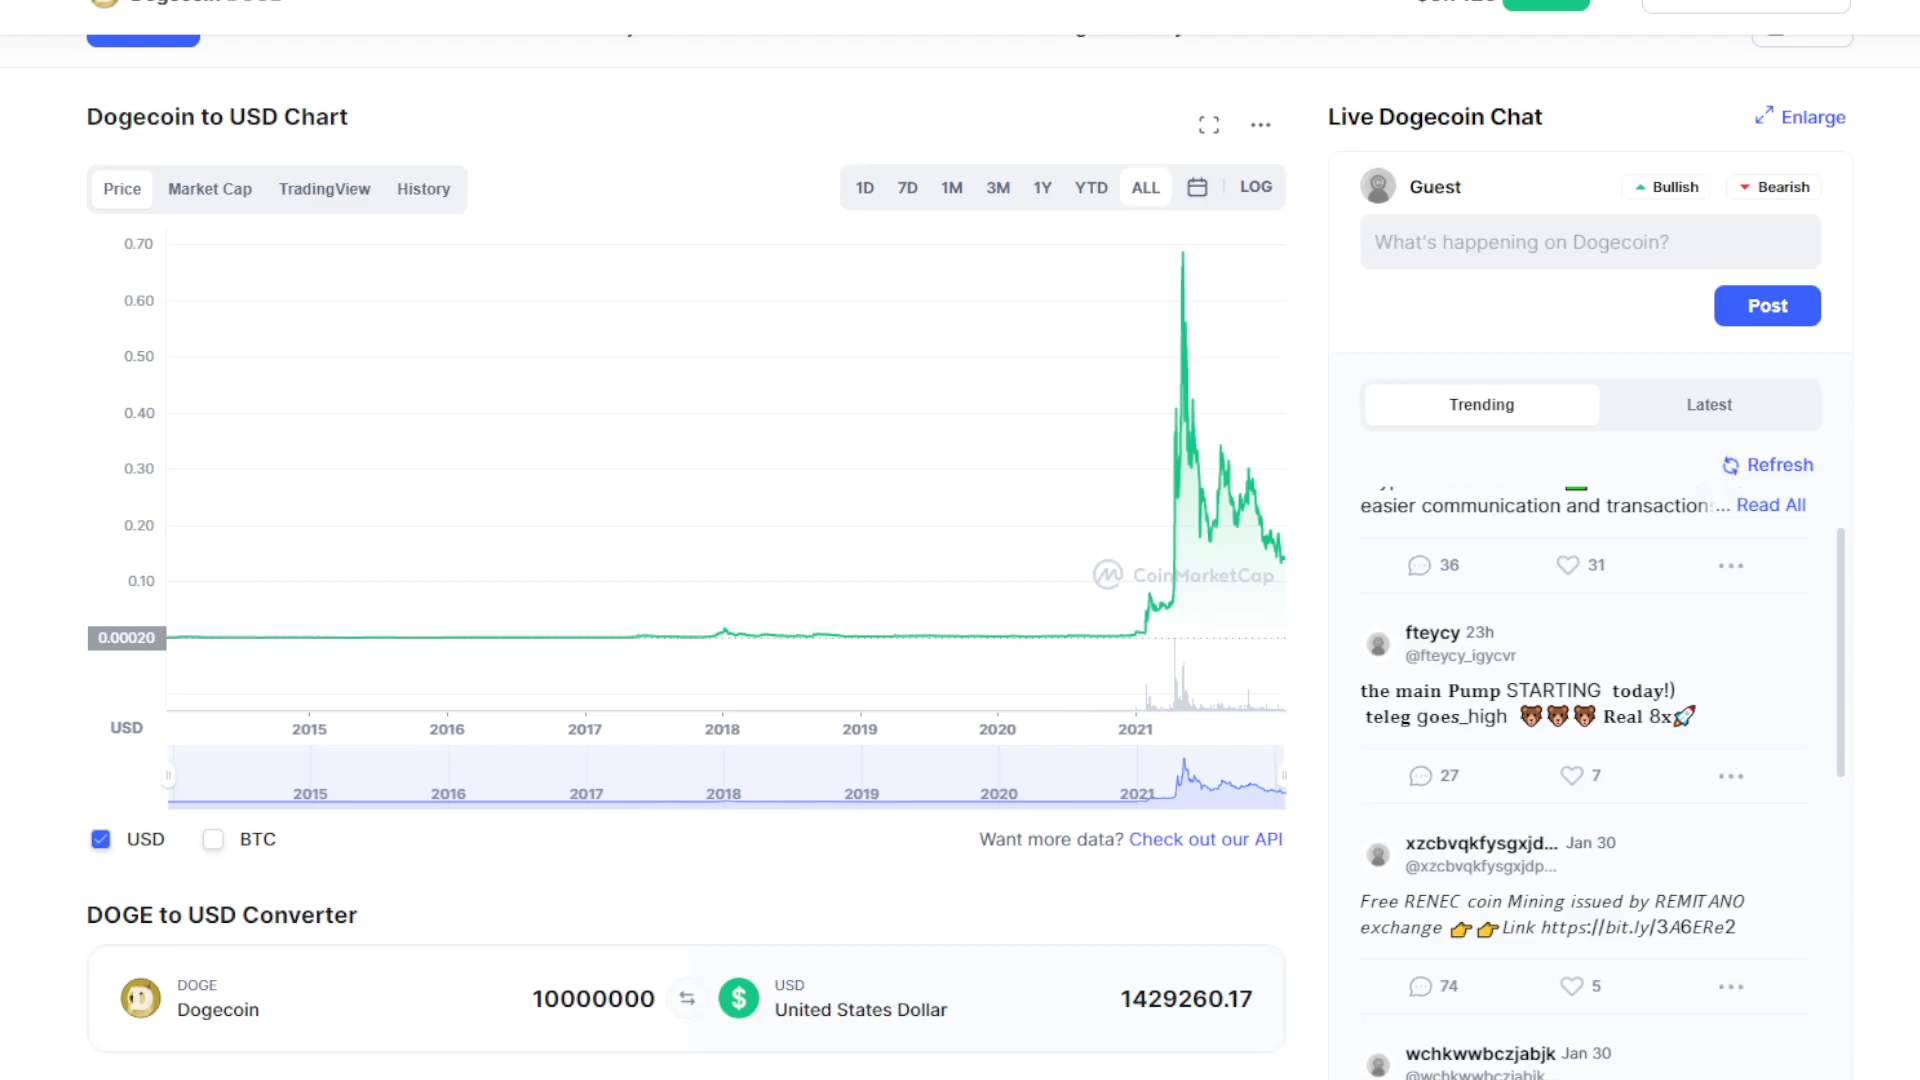 Dogecoin to USD Chart
Price Market Cap TradingView History
1D 7D 1M 3M 1Y YTD ALL LOG
0.70
0.60
0.50
0.40
0.30
0.20
0.10
0.00020
CoinMarketCap
USD 2015 2016 2017 2018 2019 2020 2021
2015 2016 2017 2018 2019 2020 2021
USD BTC
Want more data? Check out our API
DOGE to USD Converter
DOGE
Dogecoin
10000000
USD
United States Dollar
1429260.17
Live Dogecoin Chat
Enlarge
Guest
Bullish
Bearish
What's happening on Dogecoin?
Post
Trending Latest
Refresh
easier communication and transactions... Read All
36 31
fteycy 23h
@fteycy_igycvr
the main Pump STARTING today!)
teleg goes_high 🐻🐻🐻 Real 8x🚀
27 7
xzcbvqkfysgxjd... Jan 30
@xzcbvqkfysgxjdp...
Free RENEC coin Mining issued by REMITANO
exchange 👉👉Link https://bit.ly/3A6ERe2
74 5
wchkwwbczjabjk Jan 30
@wchkwwbczjabjk...